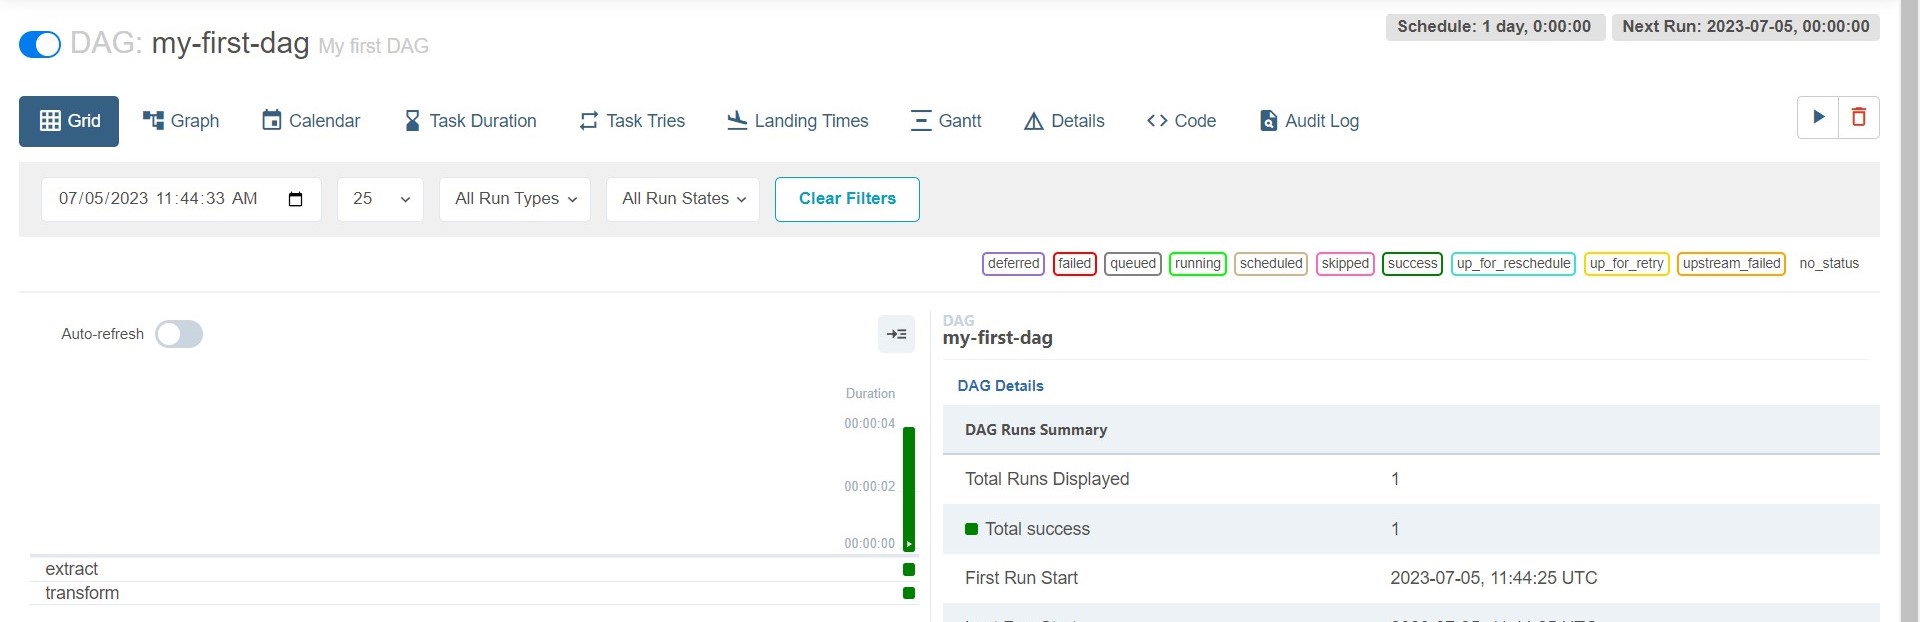 DAG: my-first-dag My first DAG
Schedule: 1 day, 0:00:00
Next Run: 2023-07-05, 00:00:00
Grid
Graph
Calendar
Task Duration
Task Tries
Landing Times
Gantt
Details
Code
Audit Log
07/05/2023 11:44:33 AM
25
All Run Types
All Run States
Clear Filters
deferred
failed
queued
running
scheduled
skipped
success
up_for_reschedule
up_for_retry
upstream_failed
no_status
Auto-refresh
Duration
00:00:04
00:00:02
00:00:00
extract
transform
DAG
my-first-dag
DAG Details
DAG Runs Summary
Total Runs Displayed 1
Total success 1
First Run Start 2023-07-05, 11:44:25 UTC